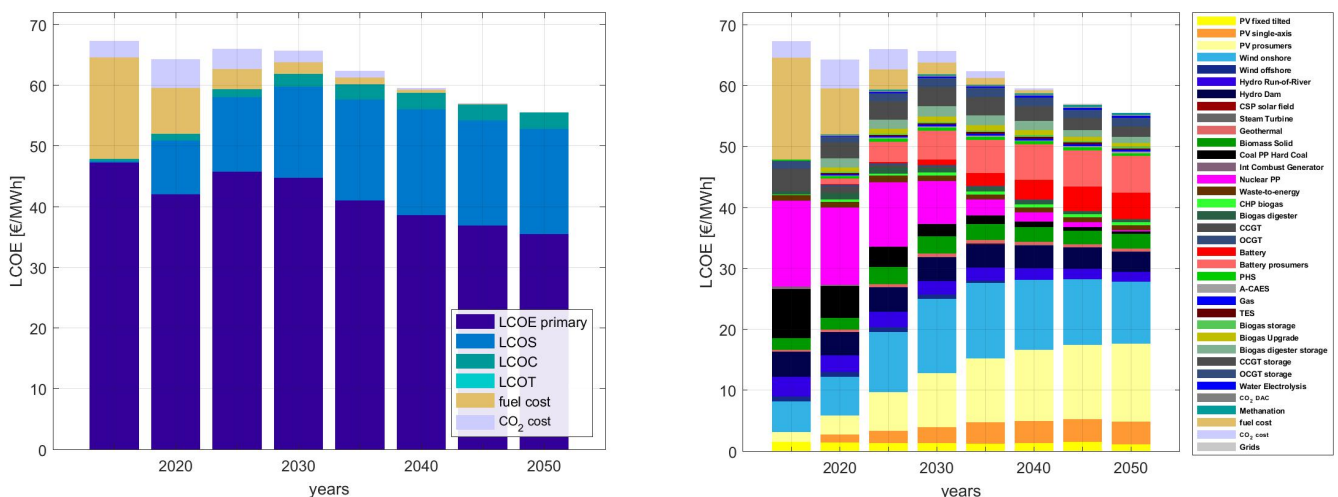 70
60
50
40
30
20
10
0
LCOE [€/MWh]
2020
2030
2040
2050
years
LCOE primary
LCOS
LCOC
LCOT
fuel cost
CO2 cost
70
60
50
40
30
20
10
0
LCOE [€/MWh]
2020
2030
2040
2050
years
PV fixed tilted
PV single-axis
PV prosumers
Wind onshore
Wind offshore
Hydro Run-of-River
Hydro Dam
CSP solar field
Steam Turbine
Geothermal
Biomass Solid
Coal PP Hard Coal
Int Combust Generator
Nuclear PP
Waste-to-energy
CHP biogas
Biogas digester
CCGT
OCGT
Battery
Battery prosumers
PHS
A-CAES
Gas
TES
Biogas storage
Biogas Upgrade
Biogas digester storage
CCGT storage
OCGT storage
Water Electrolysis
CO2 DAC
Methanation
fuel cost
CO2 cost
Grids